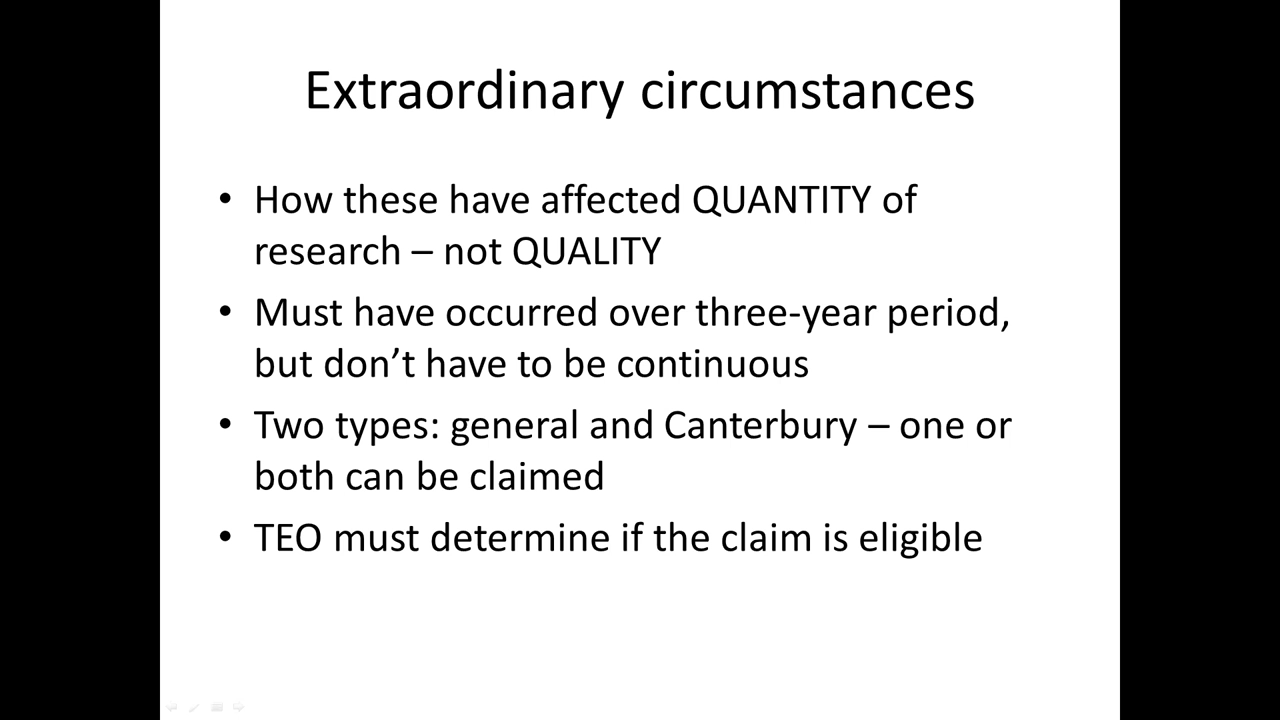 Extraordinary circumstances
• How these have affected QUANTITY of
research – not QUALITY
• Must have occurred over three-year period,
but don’t have to be continuous
• Two types: general and Canterbury – one or
both can be claimed
• TEO must determine if the claim is eligible